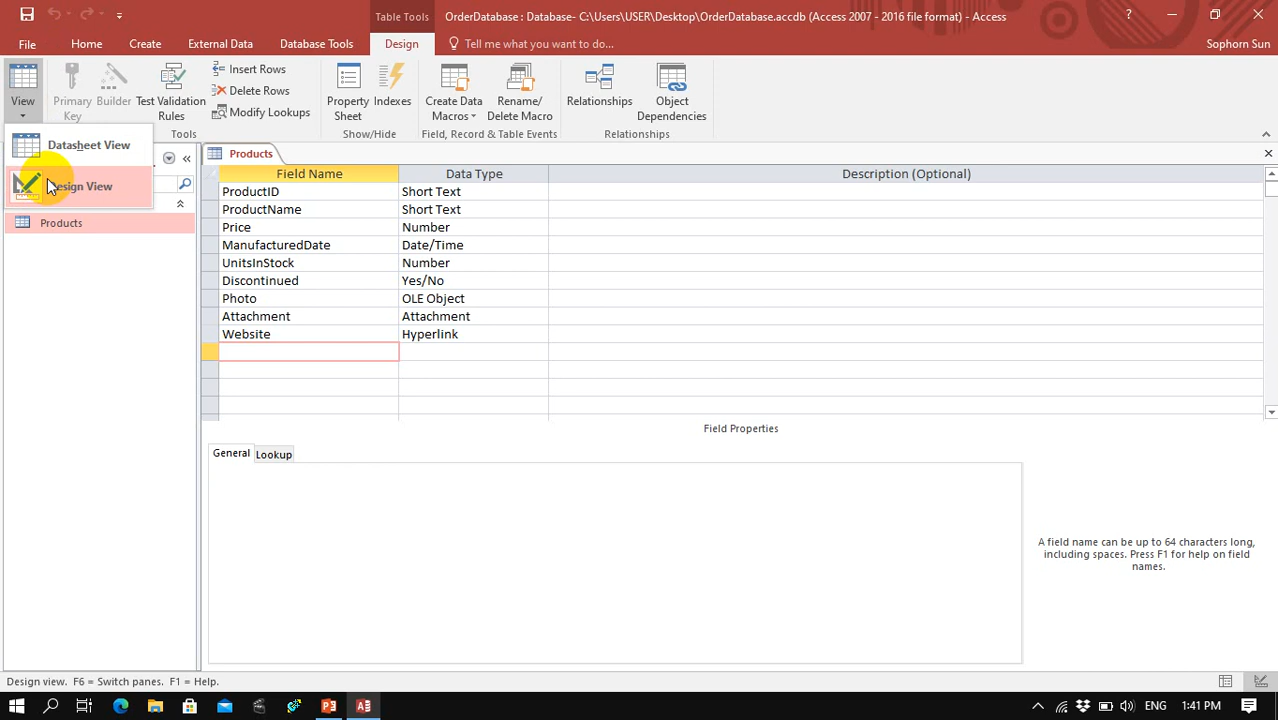 Table Tools
OrderDatabase : Database- C:\Users\USER\Desktop\OrderDatabase.accdb (Access 2007 - 2016 file format) - Access
?
File
Home
Create
External Data
Database Tools
Design
Tell me what you want to do...
Sophorn Sun
View
Primary Key
Builder
Test Validation Rules
Insert Rows
Delete Rows
Modify Lookups
Property Sheet
Indexes
Create Data Macros
Rename/ Delete Macro
Relationships
Object Dependencies
Tools
Show/Hide
Field, Record & Table Events
Relationships
Datasheet View
Design View
Products
Products
Field Name Data Type Description (Optional)
ProductID Short Text
ProductName Short Text
Price Number
ManufacturedDate Date/Time
UnitsInStock Number
Discontinued Yes/No
Photo OLE Object
Attachment Attachment
Website Hyperlink
Field Properties
General Lookup
A field name can be up to 64 characters long,
including spaces. Press F1 for help on field
names.
Design view. F6 = Switch panes. F1 = Help.
ENG 1:41 PM